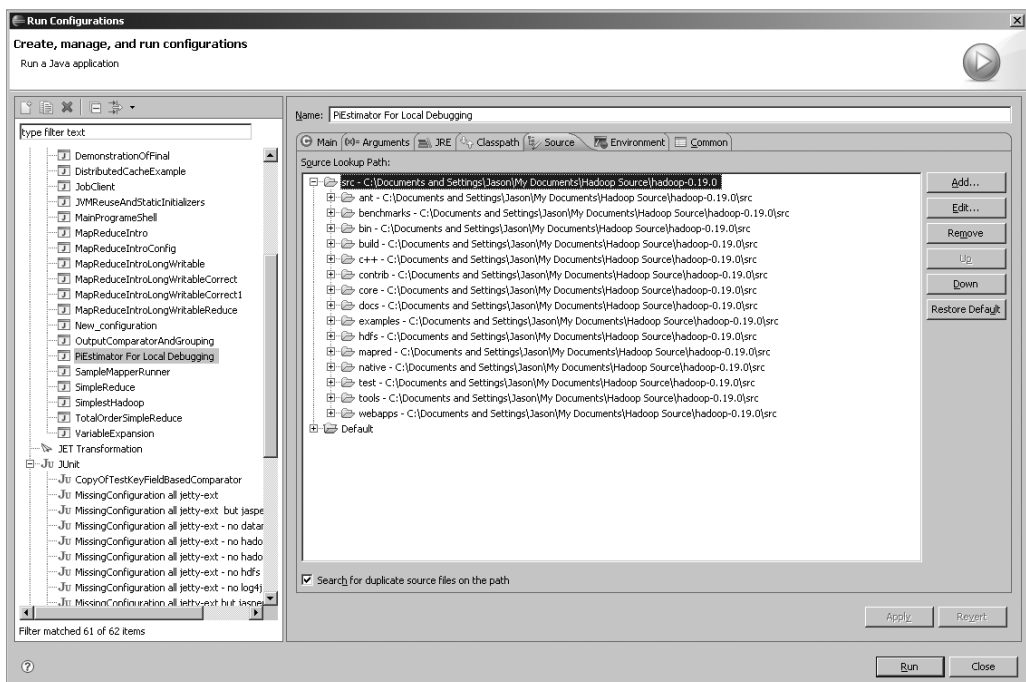 Run Configurations
Create, manage, and run configurations
Run a Java application
type filter text
DemonstrationOfFinal
DistributedCacheExample
JobClient
JVMReuseAndStaticInitializers
MainProgrameShell
MapReduceIntro
MapReduceIntroConfig
MapReduceIntroLongWritable
MapReduceIntroLongWritableCorrect
MapReduceIntroLongWritableCorrect1
MapReduceIntroLongWritableReduce
New_configuration
OutputComparatorAndGrouping
PiEstimator For Local Debugging
SampleMapperRunner
SimpleReduce
SimplestHadoop
TotalOrderSimpleReduce
VariableExpansion
JET Transformation
JU JUnit
JU CopyOfTestKeyFieldBasedComparator
JU MissingConfiguration all jetty-ext
JU MissingConfiguration all jetty-ext but jaspe
JU MissingConfiguration all jetty-ext - no datan
JU MissingConfiguration all jetty-ext - no hado
JU MissingConfiguration all jetty-ext - no hado
JU MissingConfiguration all jetty-ext - no hdfs
JU MissingConfiguration all jetty-ext - no log4j
JU MissingConfiguration all jetty-ext but jasper
Filter matched 61 of 62 items
Name: PiEstimator For Local Debugging
Main (x)= Arguments JRE Classpath Source Environment Common
Source Lookup Path:
src - C:\Documents and Settings\Jason\My Documents\Hadoop Source\hadoop-0.19.0
ant - C:\Documents and Settings\Jason\My Documents\Hadoop Source\hadoop-0.19.0\src
benchmarks - C:\Documents and Settings\Jason\My Documents\Hadoop Source\hadoop-0.19.0\src
bin - C:\Documents and Settings\Jason\My Documents\Hadoop Source\hadoop-0.19.0\src
build - C:\Documents and Settings\Jason\My Documents\Hadoop Source\hadoop-0.19.0\src
c++ - C:\Documents and Settings\Jason\My Documents\Hadoop Source\hadoop-0.19.0\src
contrib - C:\Documents and Settings\Jason\My Documents\Hadoop Source\hadoop-0.19.0\src
core - C:\Documents and Settings\Jason\My Documents\Hadoop Source\hadoop-0.19.0\src
docs - C:\Documents and Settings\Jason\My Documents\Hadoop Source\hadoop-0.19.0\src
examples - C:\Documents and Settings\Jason\My Documents\Hadoop Source\hadoop-0.19.0\src
hdfs - C:\Documents and Settings\Jason\My Documents\Hadoop Source\hadoop-0.19.0\src
mapred - C:\Documents and Settings\Jason\My Documents\Hadoop Source\hadoop-0.19.0\src
native - C:\Documents and Settings\Jason\My Documents\Hadoop Source\hadoop-0.19.0\src
test - C:\Documents and Settings\Jason\My Documents\Hadoop Source\hadoop-0.19.0\src
tools - C:\Documents and Settings\Jason\My Documents\Hadoop Source\hadoop-0.19.0\src
webapps - C:\Documents and Settings\Jason\My Documents\Hadoop Source\hadoop-0.19.0\src
Default
Add...
Edit...
Remove
Up
Down
Restore Default
Search for duplicate source files on the path
Apply
Revert
Run
Close